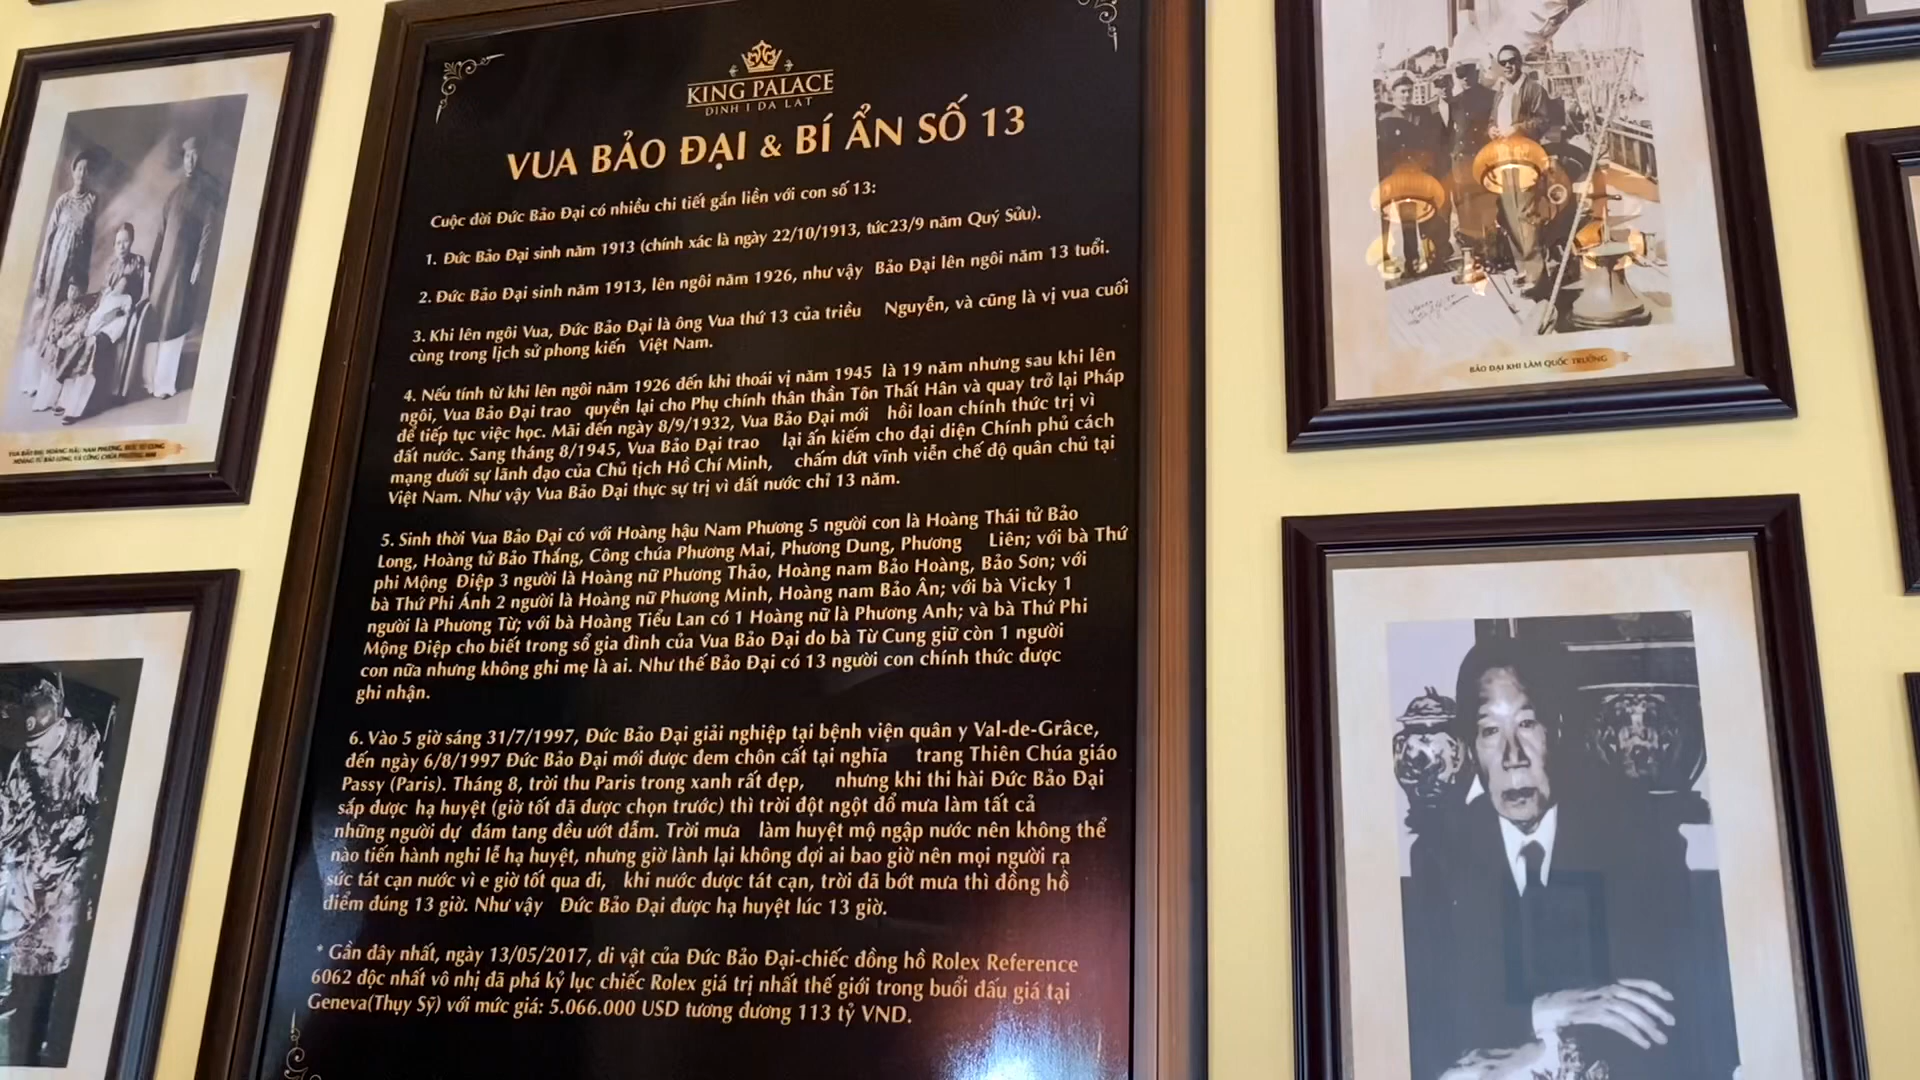 KING PALACE
DINH I DA LAT
VUA BẢO ĐẠI & BÍ ẨN SỐ 13
Cuộc đời Đức Bảo Đại có nhiều chi tiết gắn liền với con số 13:
1. Đức Bảo Đại sinh năm 1913 (chính xác là ngày 22/10/1913, tức23/9 năm Quý Sửu).
2. Đức Bảo Đại sinh năm 1913, lên ngôi năm 1926, như vậy Bảo Đại lên ngôi năm 13 tuổi.
3. Khi lên ngôi Vua, Đức Bảo Đại là ông Vua thứ 13 của triều Nguyễn, và cũng là vị vua cuối
cùng trong lịch sử phong kiến Việt Nam.
4. Nếu tính từ khi lên ngôi năm 1926 đến khi thoái vị năm 1945 là 19 năm nhưng sau khi lên
ngôi, Vua Bảo Đại trao quyền lại cho Phụ chính thân thần Tôn Thất Hân và quay trở lại Pháp
để tiếp tục việc học. Mãi đến ngày 8/9/1932, Vua Bảo Đại mới hồi loan chính thức trị vì
đất nước. Sang tháng 8/1945, Vua Bảo Đại trao lại ấn kiếm cho đại diện Chính phủ cách
mạng dưới sự lãnh đạo của Chủ tịch Hồ Chí Minh, chấm dứt vĩnh viễn chế độ quân chủ tại
Việt Nam. Như vậy Vua Bảo Đại thực sự trị vì đất nước chỉ 13 năm.
5. Sinh thời Vua Bảo Đại có với Hoàng hậu Nam Phương 5 người con là Hoàng Thái tử Bảo
Long, Hoàng tử Bảo Thắng, Công chúa Phương Mai, Phương Dung, Phương Liên; với bà Thứ
phi Mộng Điệp 3 người là Hoàng nữ Phương Thảo, Hoàng nam Bảo Hoàng, Bảo Sơn; với
bà Thứ Phi Ánh 2 người là Hoàng nữ Phương Minh, Hoàng nam Bảo Ân; với bà Vicky 1
người là Phương Từ; với bà Hoàng Tiểu Lan có 1 Hoàng nữ là Phương Anh; và bà Thứ Phi
Mộng Điệp cho biết trong sổ gia đình của Vua Bảo Đại do bà Từ Cung giữ còn 1 người
con nữa nhưng không ghi mẹ là ai. Như thế Bảo Đại có 13 người con chính thức được
ghi nhận.
6. Vào 5 giờ sáng 31/7/1997, Đức Bảo Đại giải nghiệp tại bệnh viện quân y Val-de-Grâce,
đến ngày 6/8/1997 Đức Bảo Đại mới được đem chôn cất tại nghĩa trang Thiên Chúa giáo
Passy (Paris). Tháng 8, trời thu Paris trong xanh rất đẹp, nhưng khi thi hài Đức Bảo Đại
sắp được hạ huyệt (giờ tốt đã được chọn trước) thì trời đột ngột đổ mưa làm tất cả
những người dự đám tang đều ướt đẫm. Trời mưa làm huyệt mộ ngập nước nên không thể
nào tiến hành nghi lễ hạ huyệt, nhưng giờ lành lại không đợi ai bao giờ nên mọi người ra
sức tát cạn nước vì e giờ tốt qua đi, khi nước được tát cạn, trời đã bớt mưa thì đồng hồ
điểm đúng 13 giờ. Như vậy Đức Bảo Đại được hạ huyệt lúc 13 giờ.
* Gần đây nhất, ngày 13/05/2017, di vật của Đức Bảo Đại-chiếc đồng hồ Rolex Reference
6062 độc nhất vô nhị đã phá kỷ lục chiếc Rolex giá trị nhất thế giới trong buổi đấu giá tại
Geneva(Thụy Sỹ) với mức giá: 5.066.000 USD tương đương 113 tỷ VND.
VUA BẢO ĐẠI, HOÀNG HẬU NAM PHƯƠNG, ĐỨC TỪ CUNG
HOÀNG TỬ BẢO LONG VÀ CÔNG CHÚA PHƯƠNG MAI
BẢO ĐẠI KHI LÀM QUỐC TRƯỞNG